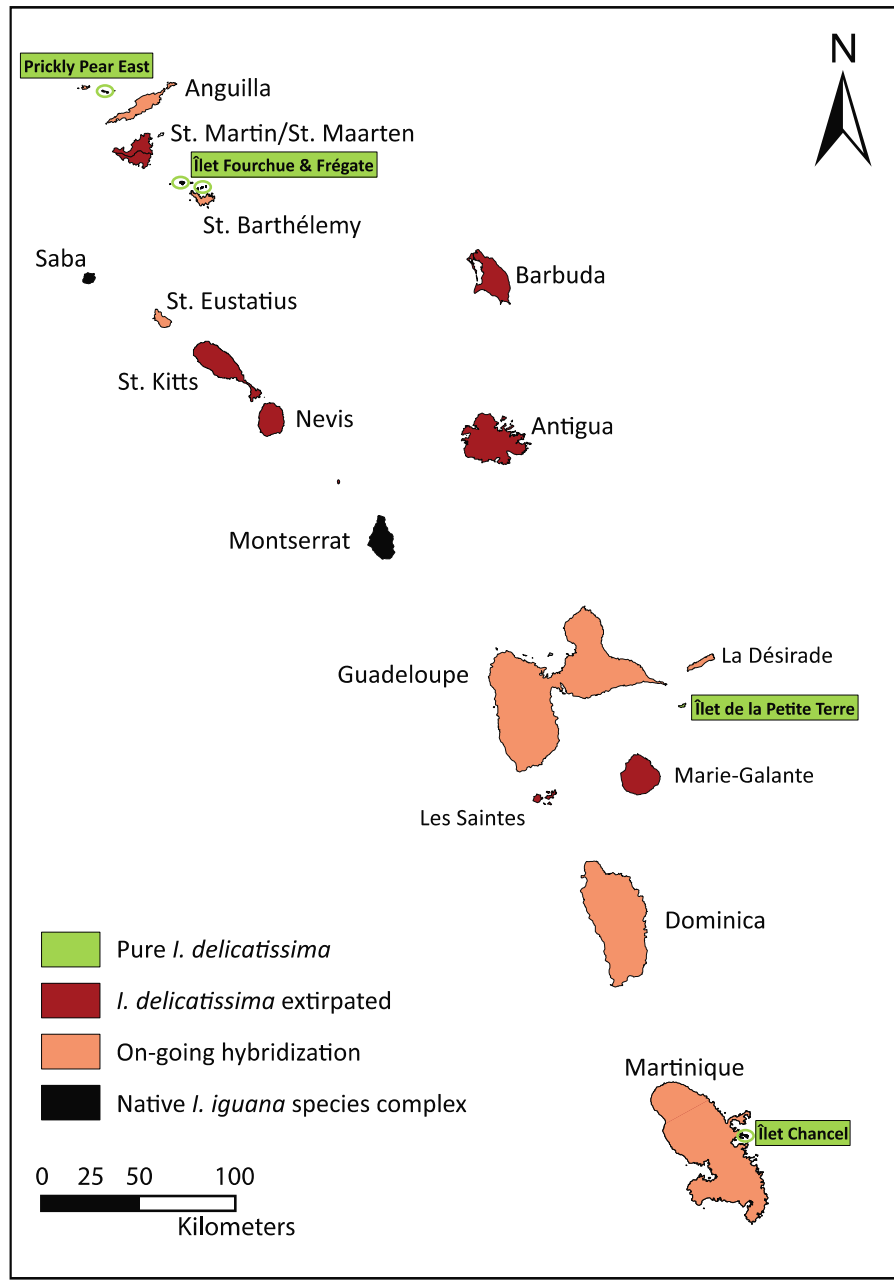 N
Prickly Pear East
Anguilla
St. Martin/St. Maarten
Îlet Fourchue & Frégate
St. Barthélemy
Saba
Barbuda
St. Eustatius
St. Kitts
Nevis
Antigua
Montserrat
La Désirade
Guadeloupe
Îlet de la Petite Terre
Marie-Galante
Les Saintes
Dominica
Pure I. delicatissima
I. delicatissima extirpated
On-going hybridization
Native I. iguana species complex
Martinique
Îlet Chancel
0 25 50 100
Kilometers